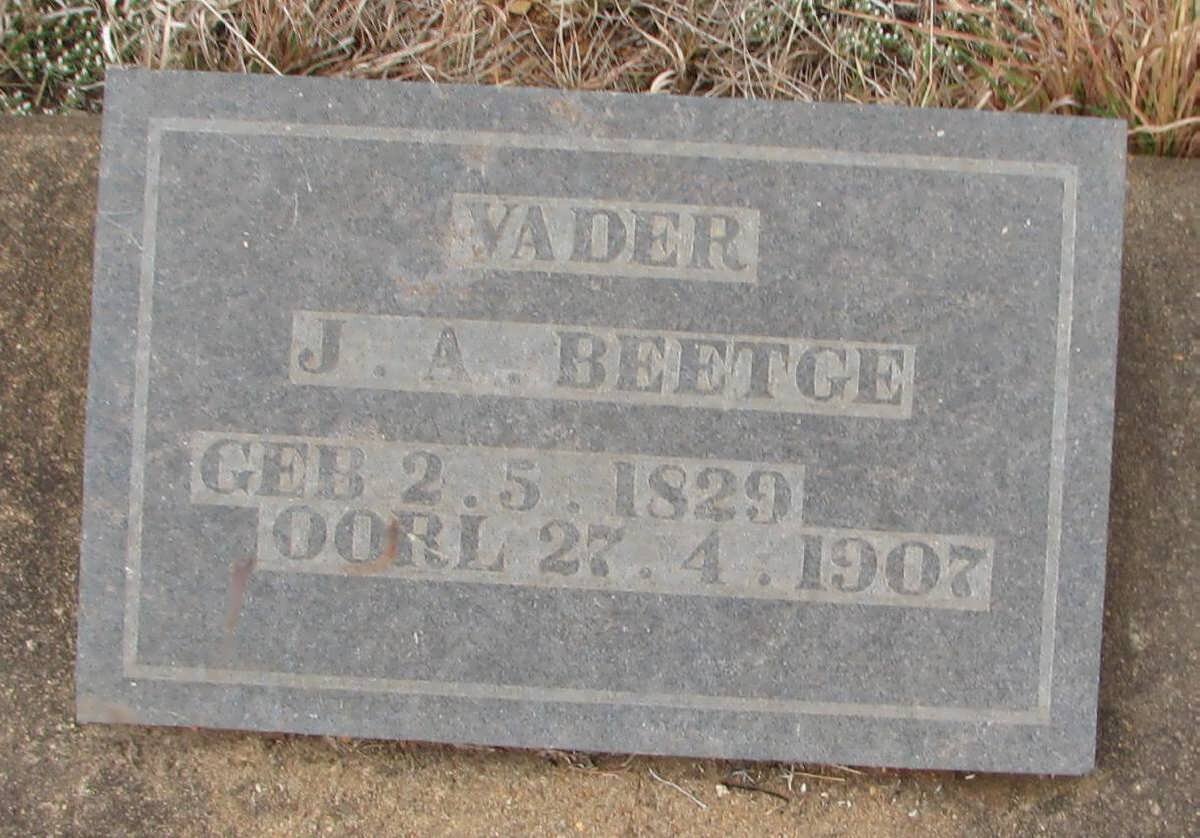 VADER
J. A. BEETGE
GEB 2.5.1829
OORL 27.4.1907